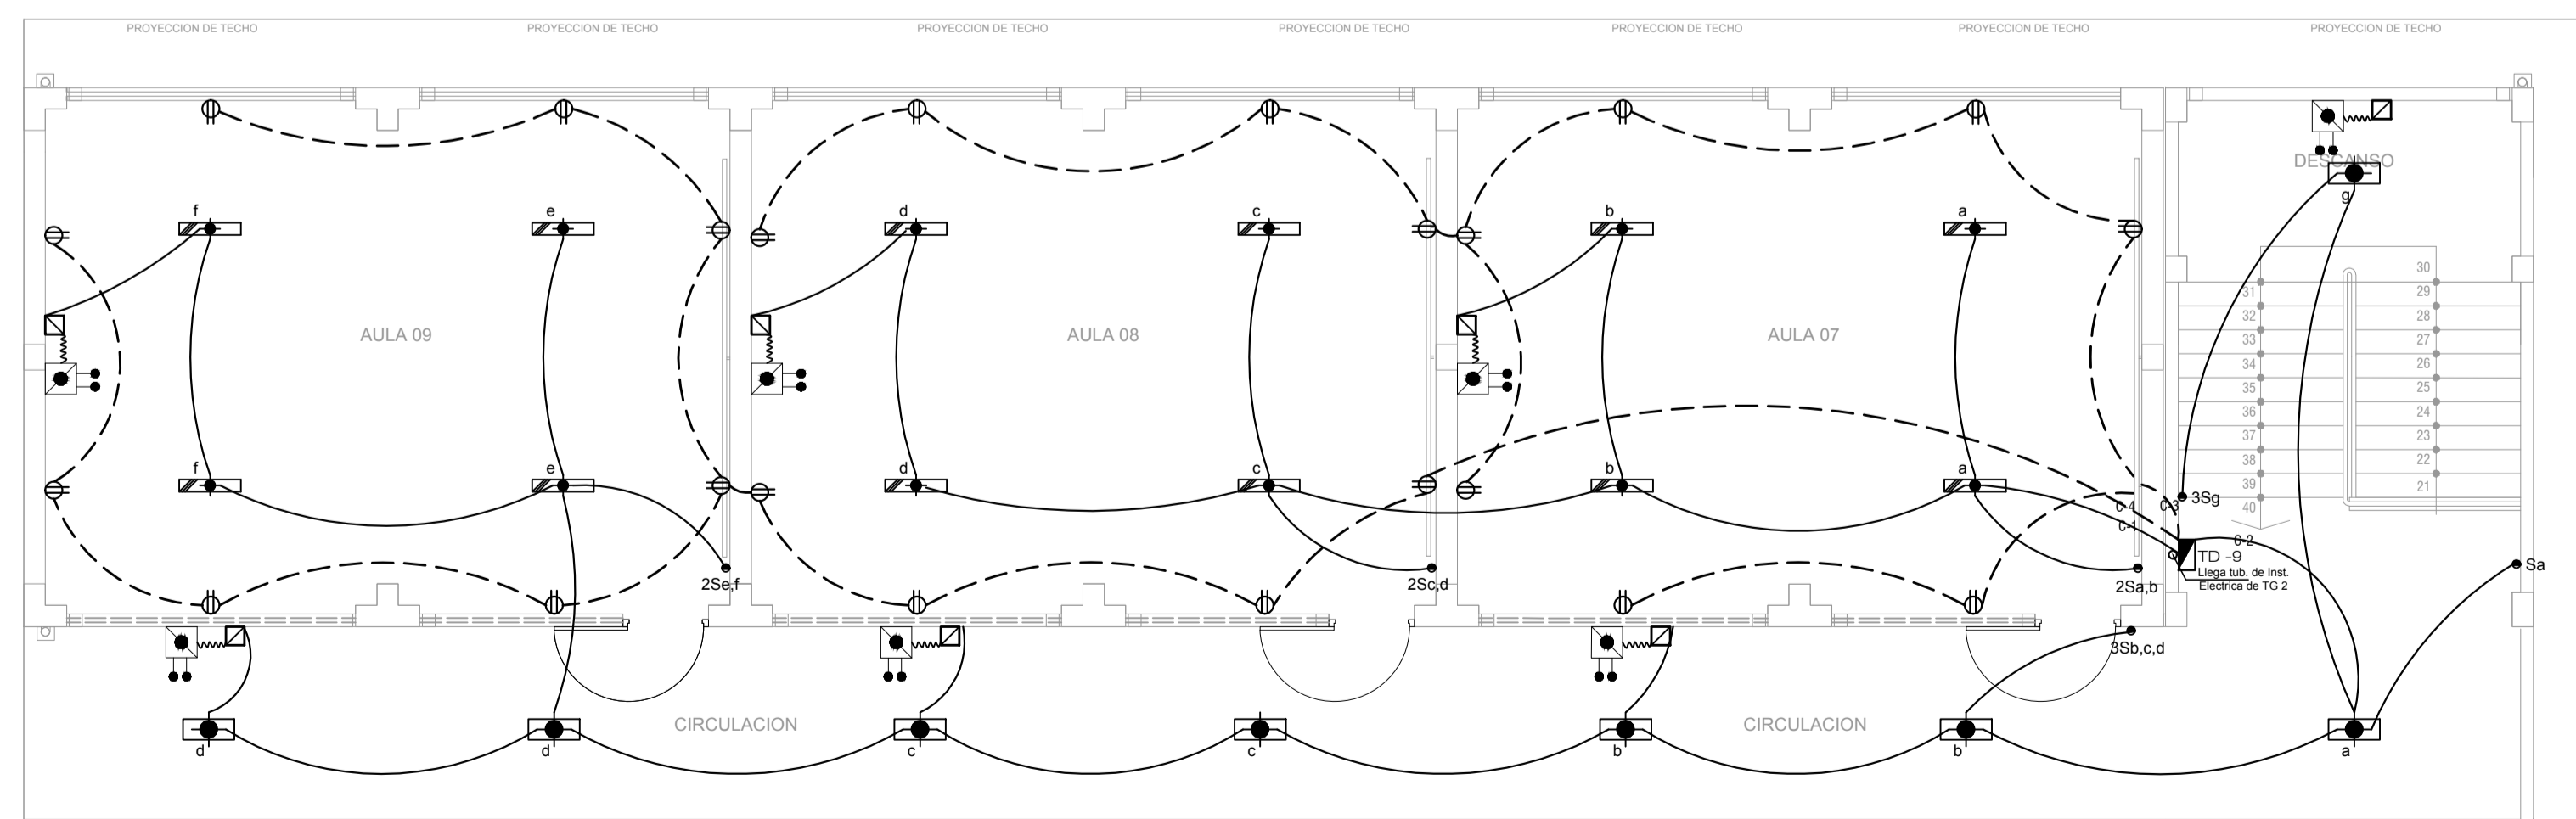 PROYECCION DE TECHO
PROYECCION DE TECHO
PROYECCION DE TECHO
PROYECCION DE TECHO
PROYECCION DE TECHO
PROYECCION DE TECHO
PROYECCION DE TECHO
DESCANSO
g
f
e
d
c
b
a
30
31
29
32
28
33
27
34
26
35
25
36
24
37
23
38
22
39
21
40
AULA 09
AULA 08
AULA 07
f
e
d
c
b
a
3Sg
C-4
C-3
C-1
C-2
TD -9
Llega tub. de Inst.
Electrica de TG 2
Sa
2Se,f
2Sc,d
2Sa,b
3Sb,c,d
CIRCULACION
CIRCULACION
d
d
c
c
b
b
a